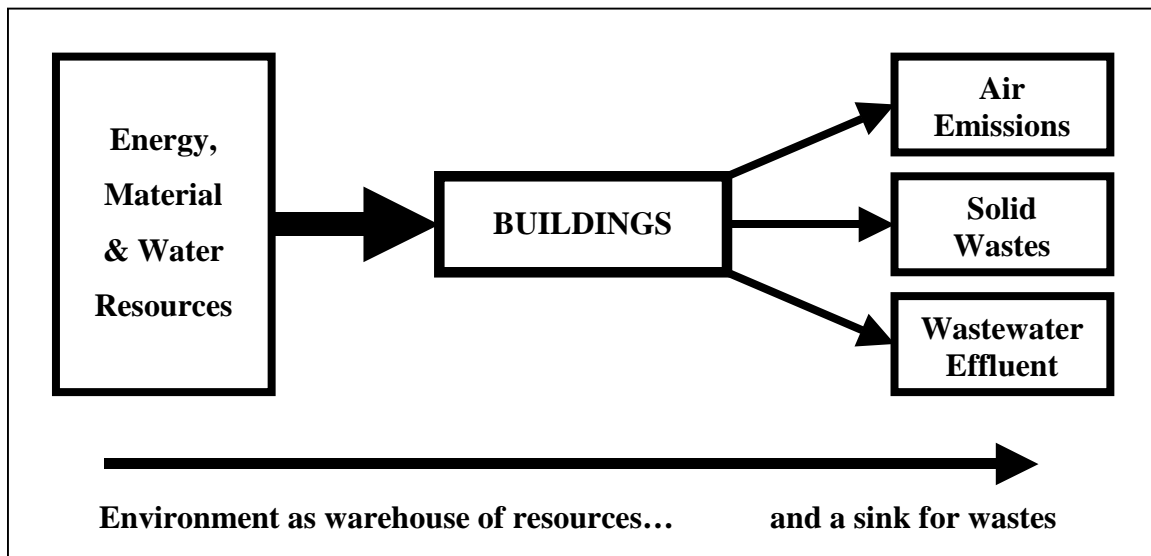 Energy,
Material
& Water
Resources
BUILDINGS
Air
Emissions
Solid
Wastes
Wastewater
Effluent
Environment as warehouse of resources… and a sink for wastes